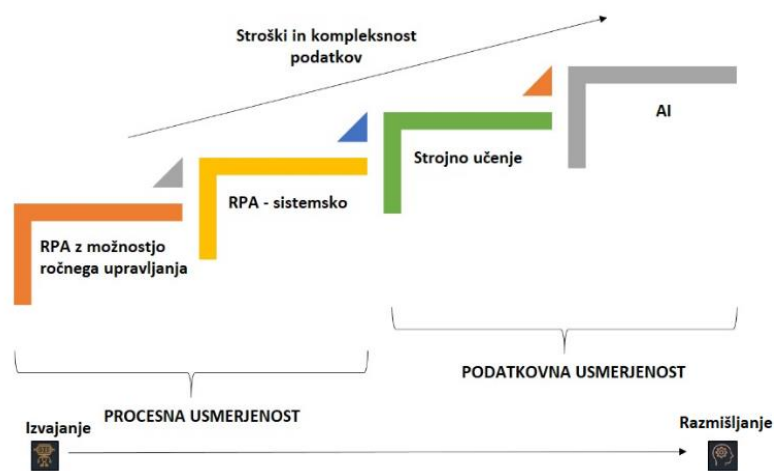 Stroški in kompleksnost
podatkov
AI
Strojno učenje
RPA - sistemsko
RPA z možnostjo
ročnega upravljanja
PODATKOVNA USMERJENOST
PROCESNA USMERJENOST
Izvajanje
Razmišljanje